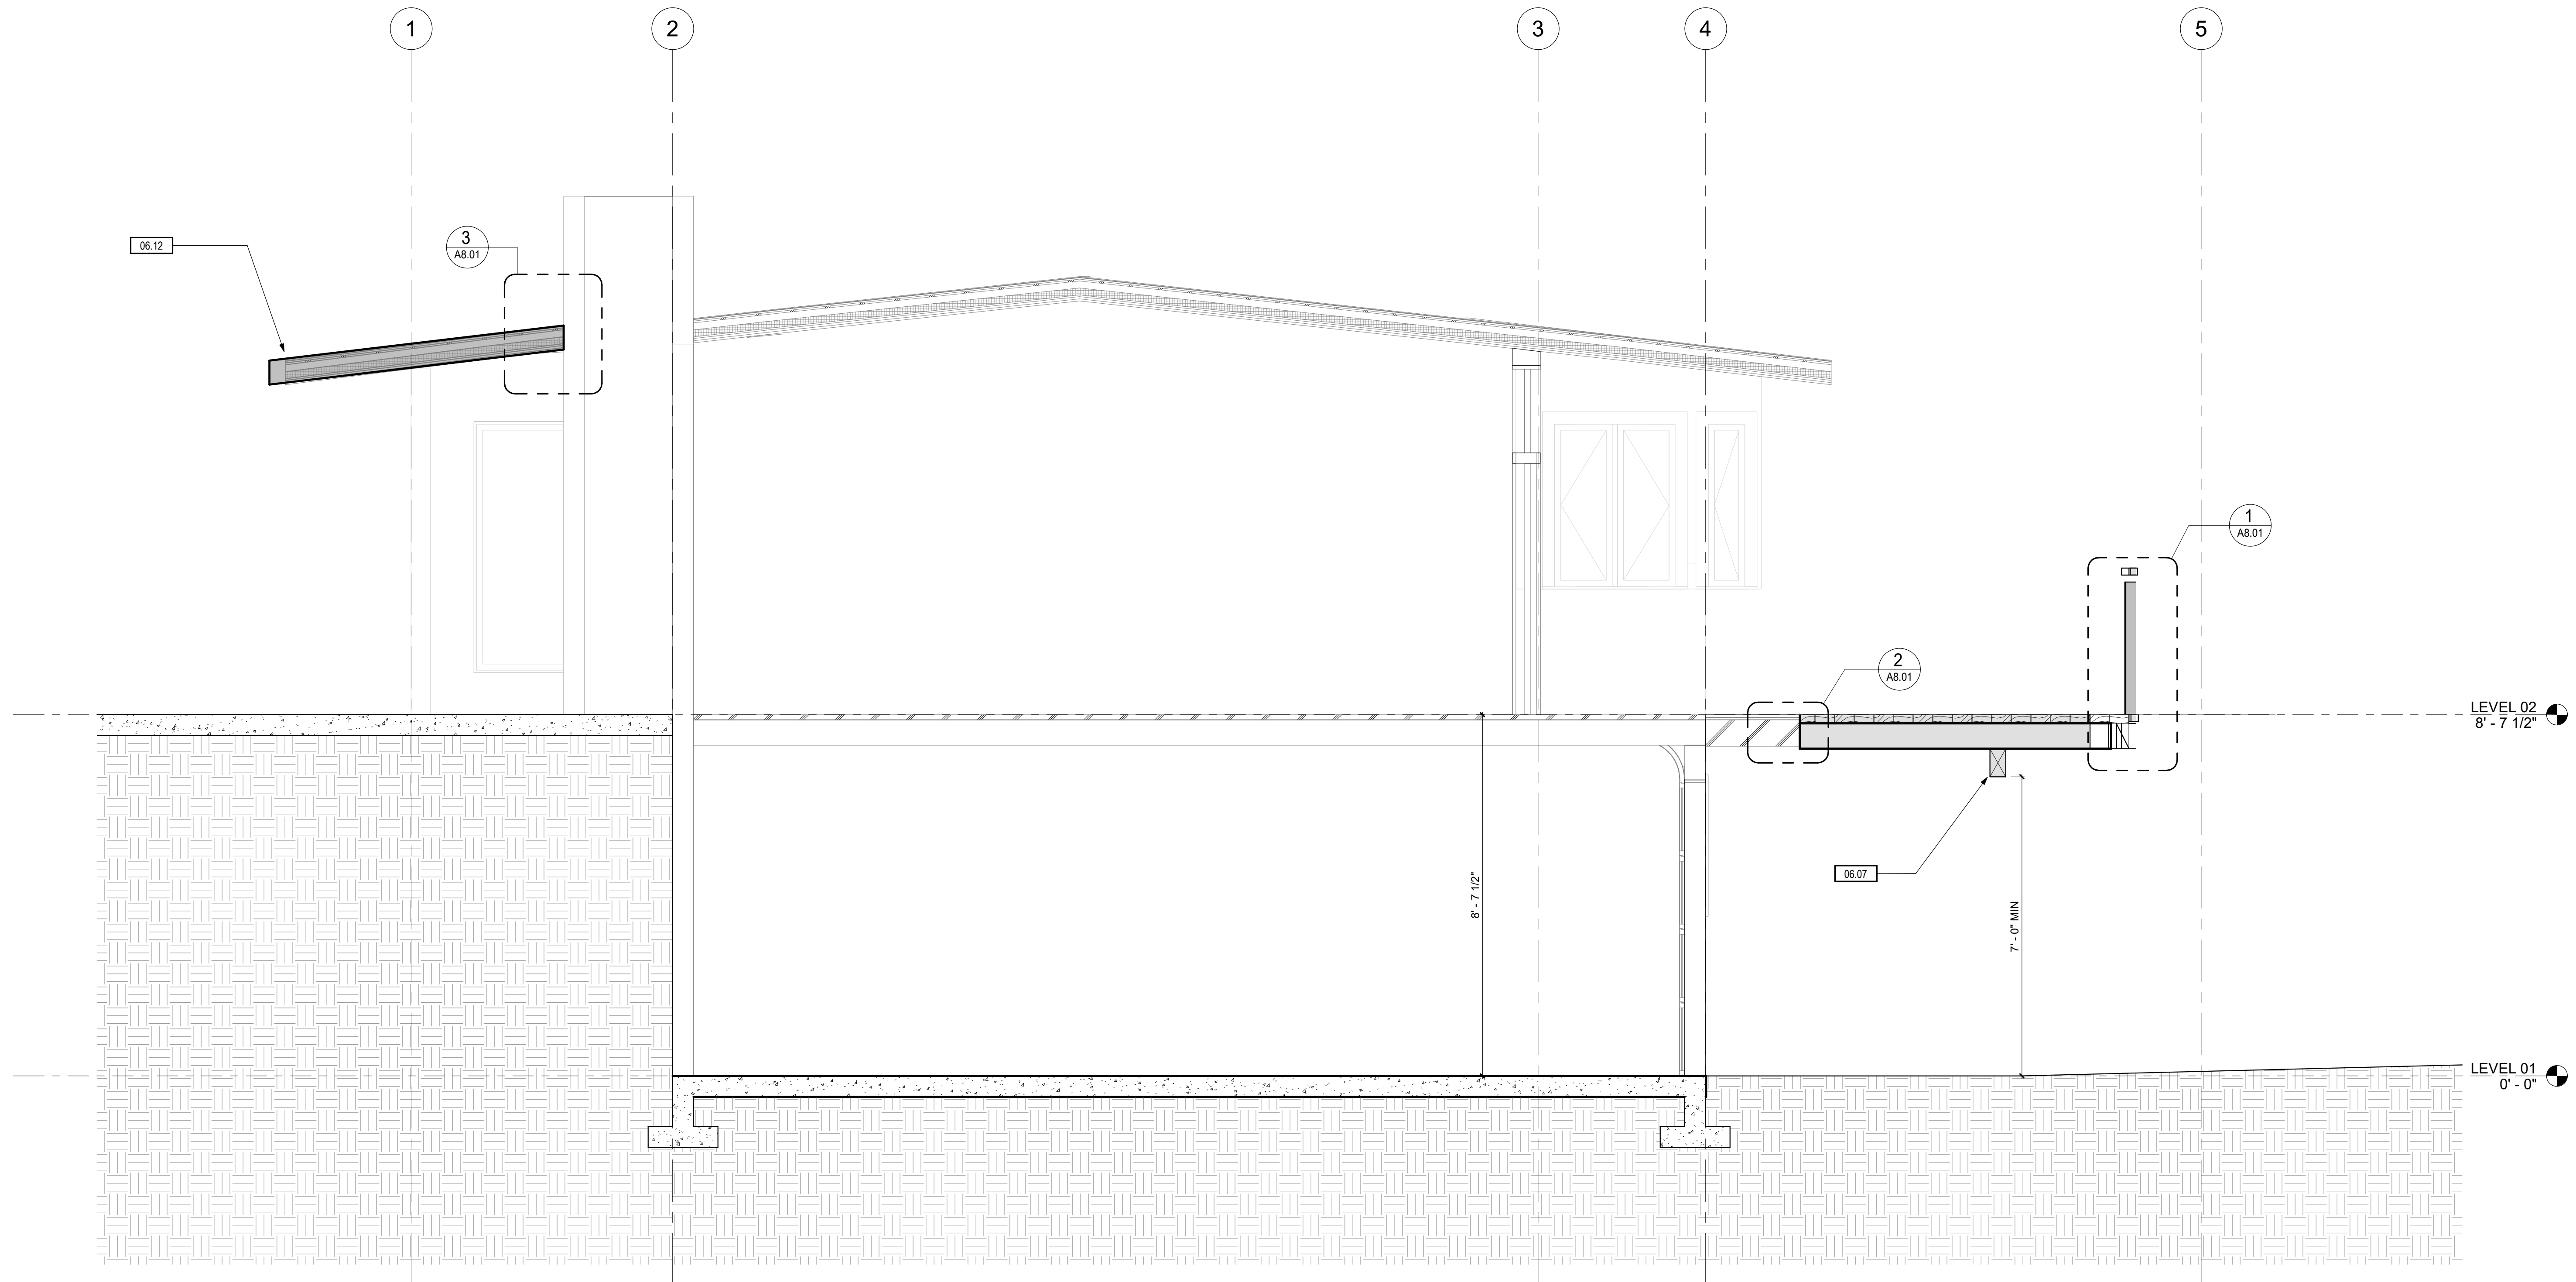 1
2
3
4
5
06.12
3
A8.01
1
A8.01
2
A8.01
LEVEL 02
8' - 7 1/2"
06.07
8' - 7 1/2"
7' - 0" MIN
LEVEL 01
0' - 0"